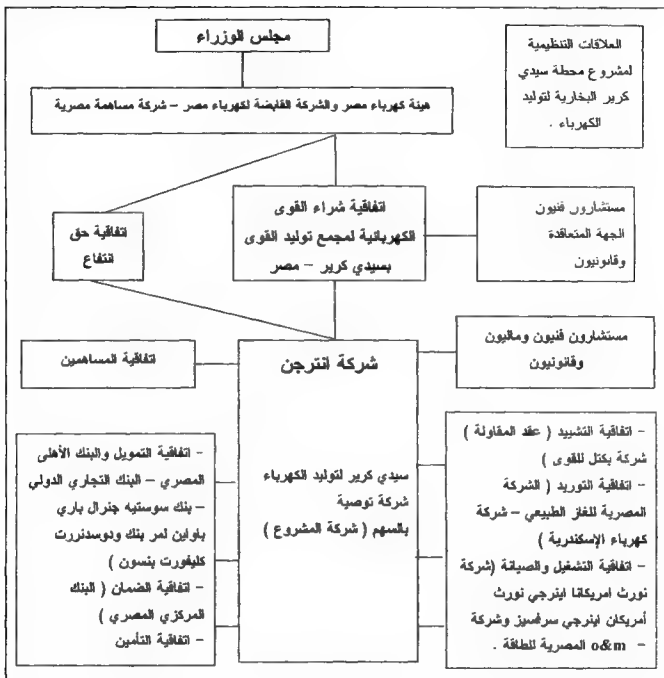 مجلس الوزراء
العلاقات التنظيمية
لمشروع محطة سيدي
كرير البخارية لتوليد
الكهرباء .
هيئة كهرباء مصر والشركة القابضة لكهرباء مصر – شركة مساهمة مصرية
مستشارون فنيون
الجهة المتعاقدة
وقانونيون
اتفاقية شراء القوى
الكهربائية لمجمع توليد القوى
بسيدي كرير – مصر
اتفاقية حق
انتفاع
مستشارون فنيون وماليون
وقانونيون
شركة انترجن
سيدي كرير لتوليد الكهرباء
شركة توصية
بالسهم ( شركة المشروع )
اتفاقية المساهمين
– اتفاقية التشييد ( عقد المقاولة )
شركة بكتل للقوى )
– اتفاقية التوريد ( الشركة
المصرية للغاز الطبيعي – شركة
كهرباء الإسكندرية )
– اتفاقية التشغيل والصيانة (شركة
نورث امريكانا اينرجي نورث
أمريكان اينرجي سرفسيز وشركة
o&m – المصرية للطاقة .
– اتفاقية التمويل والبنك الأهلى
المصري – البنك التجاري الدولي
– بنك سوستيه جنرال باري
باولين لمر بنك ودوسدنررت
كليفورت بنسون )
– اتفاقية الضمان ( البنك
المركزي المصري )
– اتفاقية التأمين